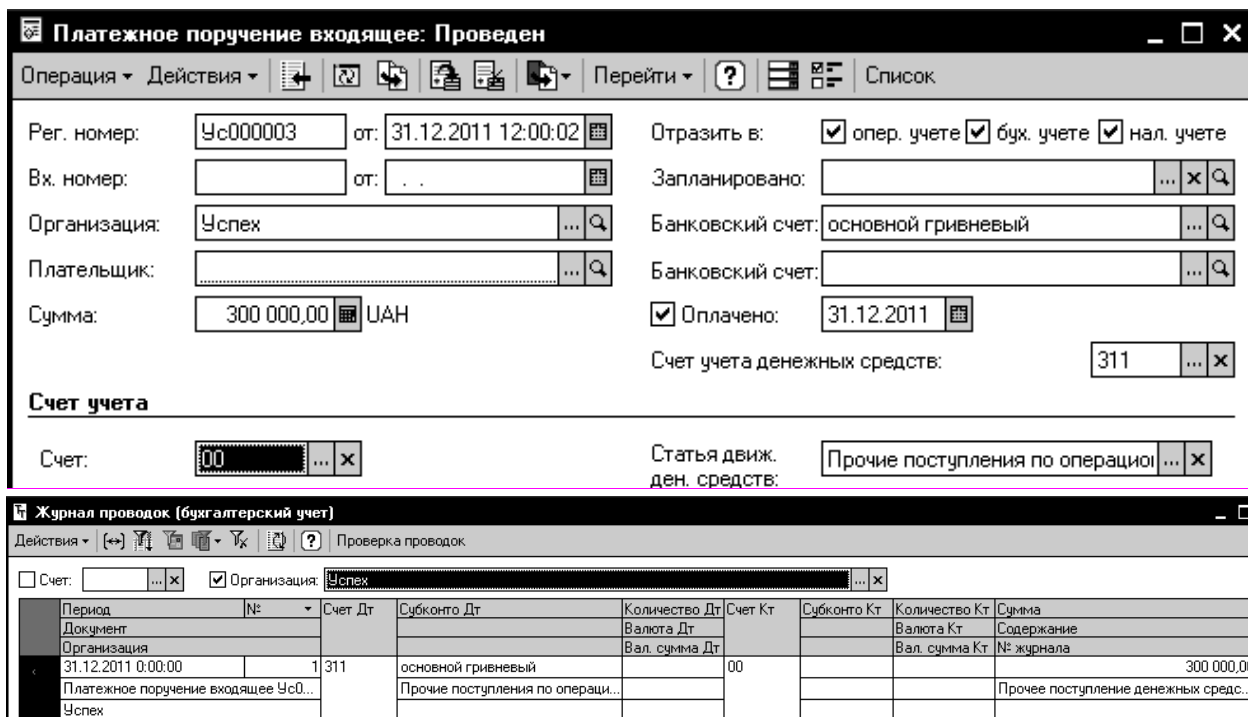 Платежное поручение входящее: Проведен
Операция Действия Перейти ? Список
Рег. номер: Ус000003 от: 31.12.2011 12:00:02 Отразить в: опер. учете бух. учете нал. учете
Вх. номер: от: . . Запланировано:
Организация: Успех Банковский счет: основной гривневый
Плательщик: Банковский счет:
Сумма: 300 000,00 UAH Оплачено: 31.12.2011
Счет учета денежных средств: 311
Счет учета
Счет: 00 Статья движ. ден. средств: Прочие поступления по операцион
Журнал проводок (бухгалтерский учет)
Действия ? Проверка проводок
Счет: Организация: Успех
Период № Счет Дт Субконто Дт Количество Дт Счет Кт Субконто Кт Количество Кт Сумма
Документ Валюта Дт Валюта Кт Содержание
Организация Вал. сумма Дт Вал. сумма Кт № журнала
31.12.2011 0:00:00 1 311 основной гривневый 00 300 000,00
Платежное поручение входящее Ус0... Прочие поступления по операци... Прочее поступление денежных средс...
Успех